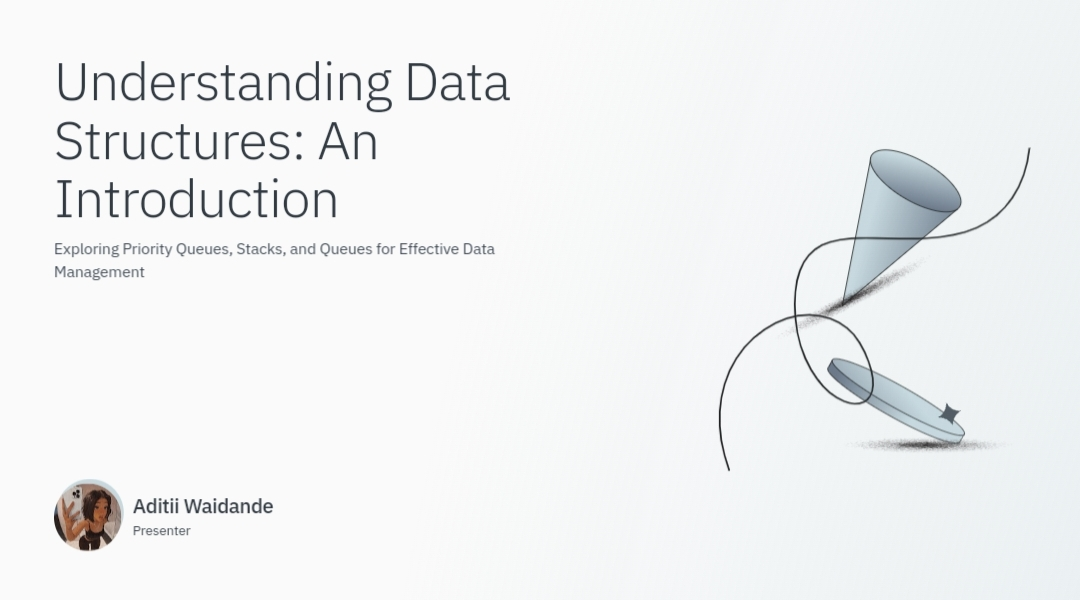 Understanding Data
Structures: An
Introduction
Exploring Priority Queues, Stacks, and Queues for Effective Data
Management
Aditii Waidande
Presenter